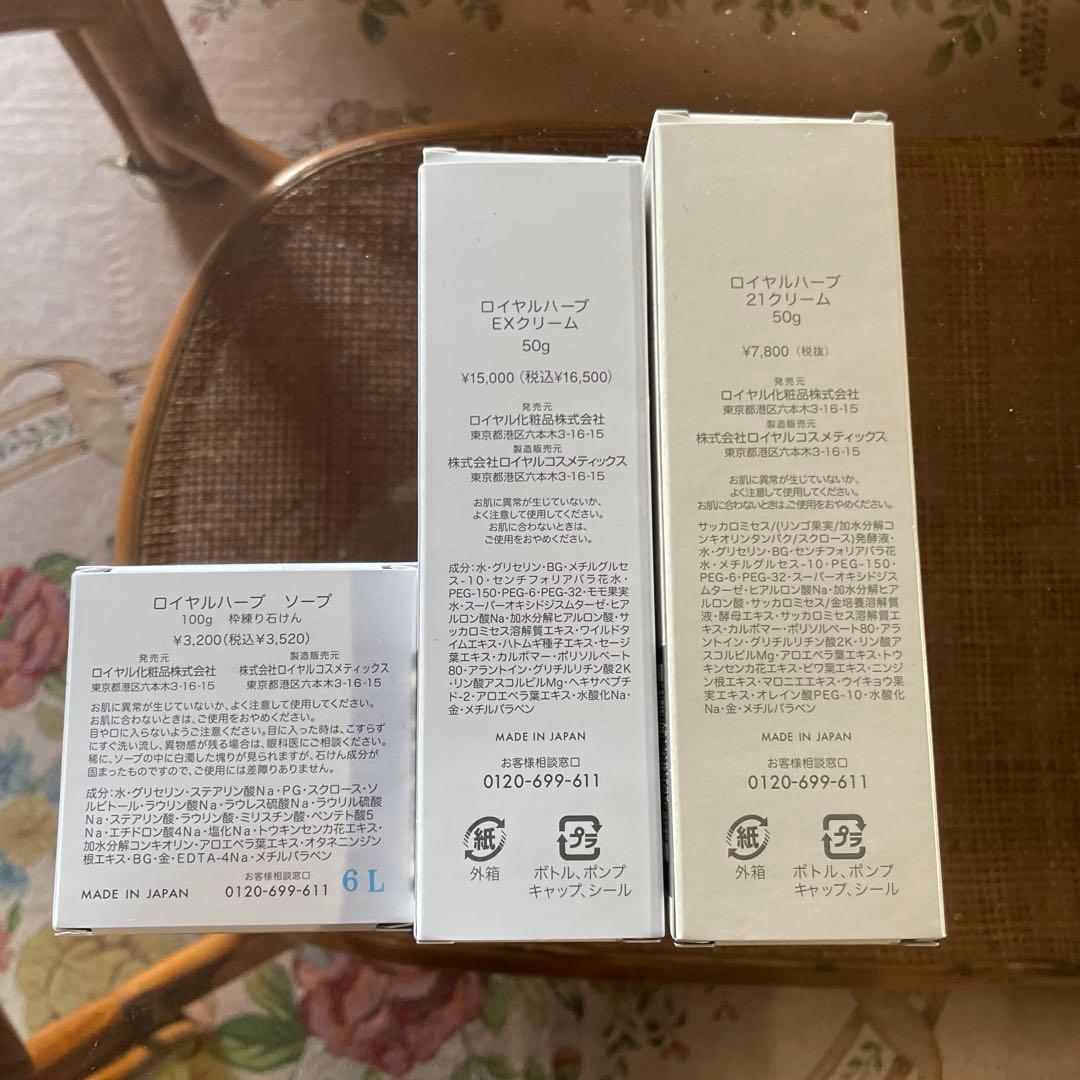 ロイヤルハーブ ソープ
100g 枠練り石けん
¥3,200(税込¥3,520)
発売元 製造販売元
ロイヤル化粧品株式会社 株式会社ロイヤルコスメティックス
東京都港区六本木3-16-15 東京都港区六本木3-16-15
お肌に異常が生じていないか、よく注意して使用してください。
お肌に合わないときは、ご使用をおやめください。
目や口に入らないようご注意ください。目に入った時は、こすらず
にすぐ洗い流し、異物感が残る場合は、眼科医にご相談ください。
稀に、ソープの中に白濁した塊りが見られますが、石けん成分が
固まったものですので、ご使用には差障りありません。
成分:水・グリセリン・ステアリン酸Na・PG・スクロース・ソ
ルビトール・ラウリン酸Na・ラウレス硫酸Na・ラウリル硫酸
Na・ステアリン酸・ラウリン酸・ミリスチン酸・ペンテト酸5
Na・エチドロン酸4Na・塩化Na・トウキンセンカ花エキス・
加水分解コンキオリン・アロエベラ葉エキス・オタネニンジン
根エキス・BG・金・EDTA-4Na・メチルパラベン
お客様相談窓口
MADE IN JAPAN 0120-699-611 6L
ロイヤルハーブ
EXクリーム
50g
¥15,000(税込¥16,500)
発売元
ロイヤル化粧品株式会社
東京都港区六本木3-16-15
製造販売元
株式会社ロイヤルコスメティックス
東京都港区六本木3-16-15
お肌に異常が生じていないか、
よく注意して使用してください。
お肌に合わないときは、
ご使用をおやめください。
成分:水・グリセリン・BG・メチルグルセ
ス-10・センチフォリアバラ花水・
PEG-150・PEG-6・PEG-32・モモ果実
水・スーパーオキシドジスムターゼ・ヒア
ルロン酸Na・加水分解ヒアルロン酸・サ
ッカロミセス溶解質エキス・ワイルドタ
イムエキス・ハトムギ種子エキス・セージ
葉エキス・カルボマー・ポリソルベート
80・アラントイン・グリチルリチン酸2K
・リン酸アスコルビルMg・ヘキサペプチ
ド-2・アロエベラ葉エキス・水酸化Na・
金・メチルパラベン
MADE IN JAPAN
お客様相談窓口
0120-699-611
紙 プラ
外箱 ボトル、ポンプ
キャップ、シール
ロイヤルハーブ
21クリーム
50g
¥7,800(税抜)
発売元
ロイヤル化粧品株式会社
東京都港区六本木3-16-15
製造販売元
株式会社ロイヤルコスメティックス
東京都港区六本木3-16-15
お肌に異常が生じていないか、
よく注意して使用してください。
お肌に合わないときは、ご使用をおやめください。
サッカロミセス/(リンゴ果実/加水分解コ
ンキオリンタンパク/スクロース)発酵液・
水・グリセリン・BG・センチフォリアバラ花
水・メチルグルセス-10・PEG-150・
PEG-6・PEG-32・スーパーオキシドジス
ムターゼ・ヒアルロン酸Na・加水分解ヒア
ルロン酸・サッカロミセス/金培養溶解質
液・酵母エキス・サッカロミセス溶解質エ
キス・カルボマー・ポリソルベート80・アラ
ントイン・グリチルリチン酸2K・リン酸ア
スコルビルMg・アロエベラ葉エキス・トウ
キンセンカ花エキス・ビワ葉エキス・ニンジ
ン根エキス・マロニエエキス・ウイキョウ果
実エキス・オレイン酸PEG-10・水酸化
Na・金・メチルパラベン
MADE IN JAPAN
お客様相談窓口
0120-699-611
紙 プラ
外箱 ボトル、ポンプ
キャップ、シール